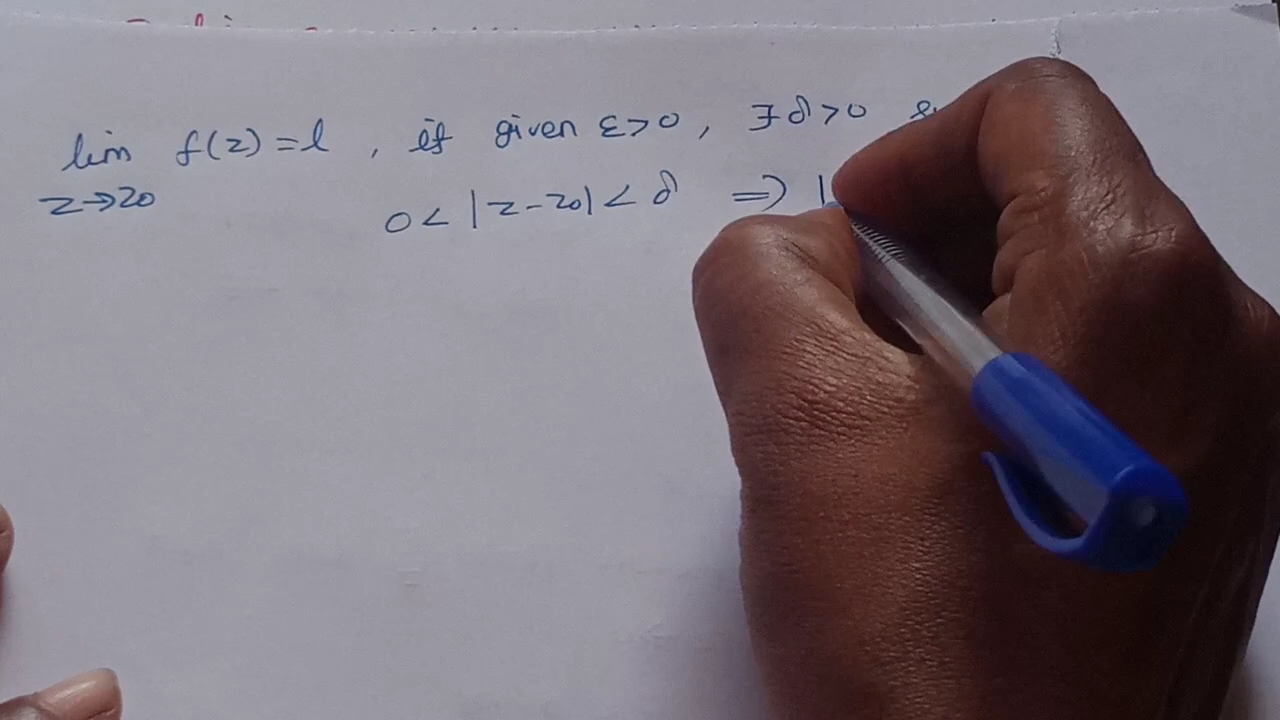 lim f(z) = l , if given ε>0 , ∃ δ>0
z→z0 0< |z-z0| < δ ⇒ |